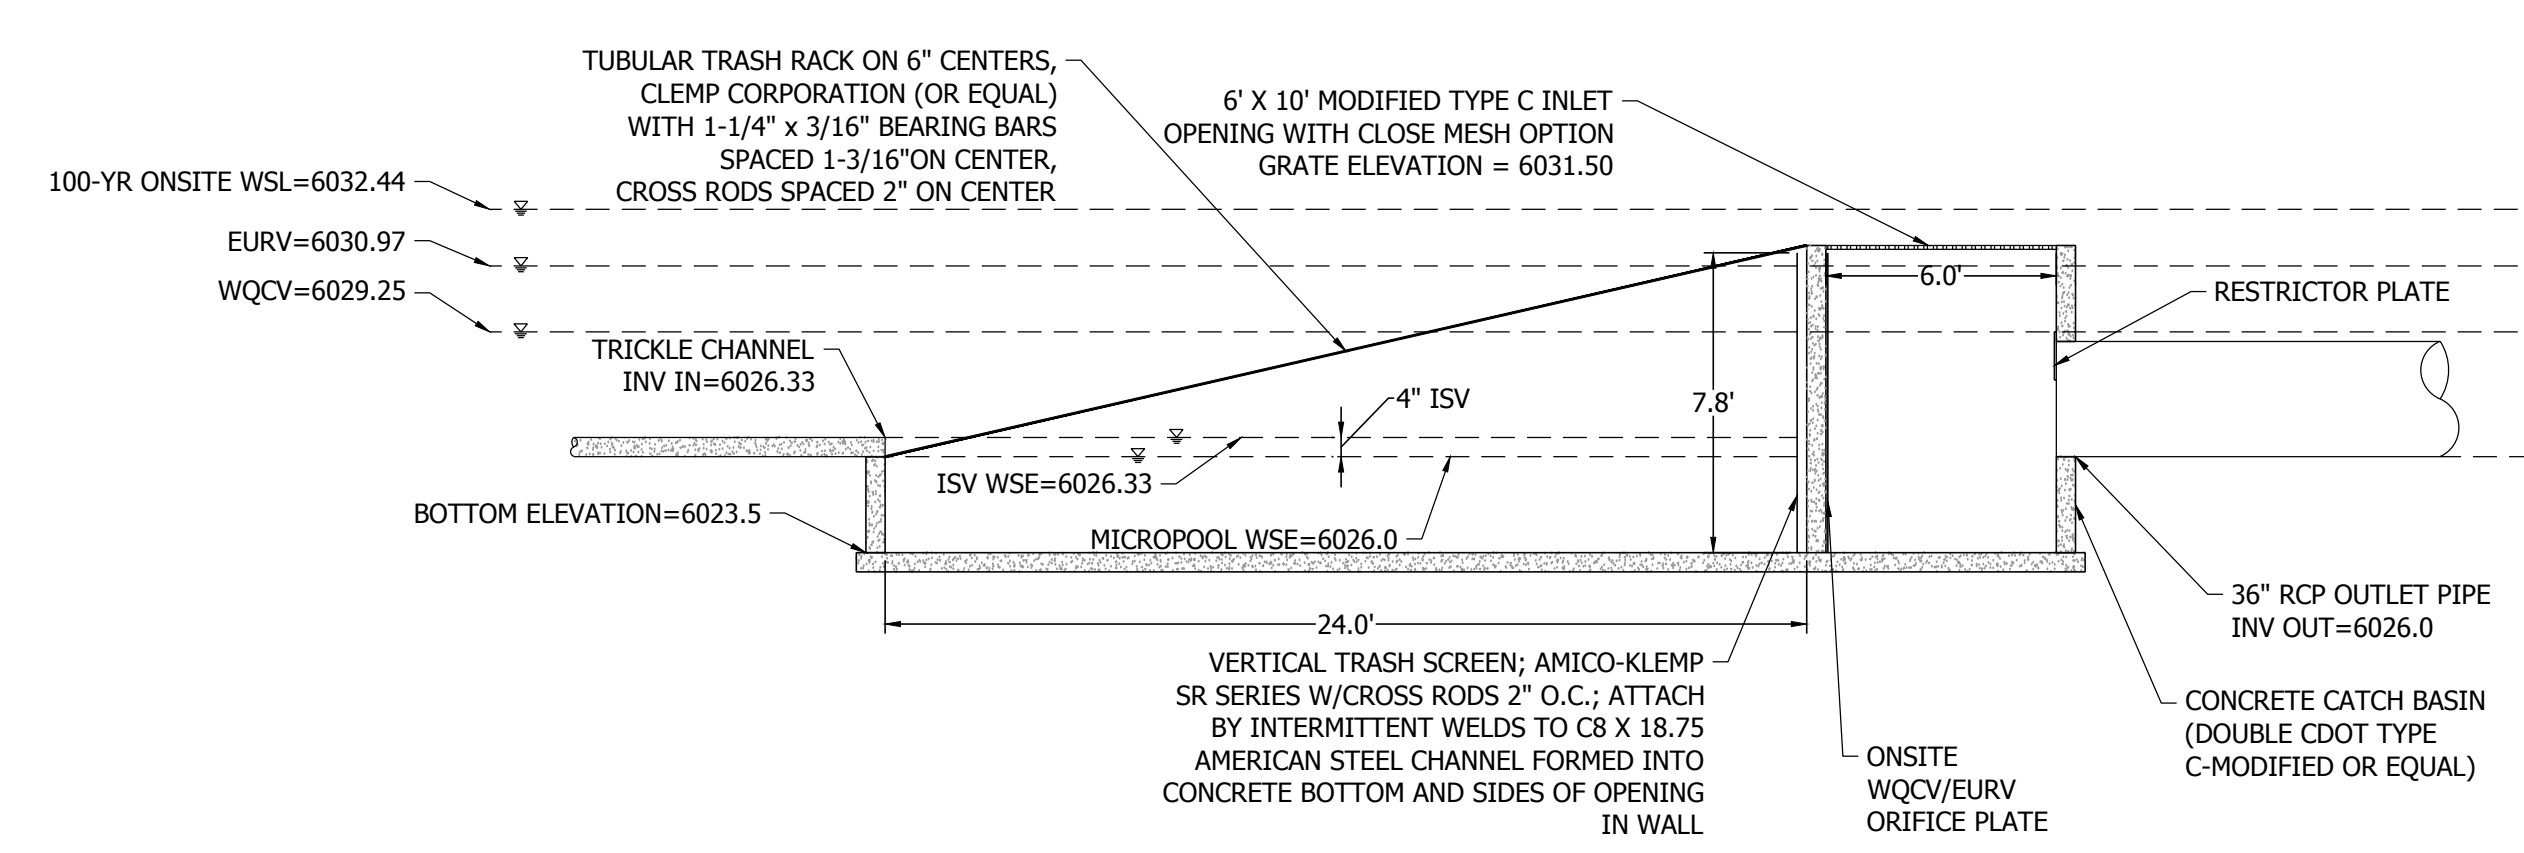 TUBULAR TRASH RACK ON 6" CENTERS,
CLEMP CORPORATION (OR EQUAL)
WITH 1-1/4" x 3/16" BEARING BARS
SPACED 1-3/16"ON CENTER,
CROSS RODS SPACED 2" ON CENTER
6' X 10' MODIFIED TYPE C INLET
OPENING WITH CLOSE MESH OPTION
GRATE ELEVATION = 6031.50
100-YR ONSITE WSL=6032.44
EURV=6030.97
WQCV=6029.25
6.0'
RESTRICTOR PLATE
TRICKLE CHANNEL
INV IN=6026.33
4" ISV
7.8'
ISV WSE=6026.33
BOTTOM ELEVATION=6023.5
MICROPOOL WSE=6026.0
24.0'
36" RCP OUTLET PIPE
INV OUT=6026.0
VERTICAL TRASH SCREEN; AMICO-KLEMP
SR SERIES W/CROSS RODS 2" O.C.; ATTACH
BY INTERMITTENT WELDS TO C8 X 18.75
AMERICAN STEEL CHANNEL FORMED INTO
CONCRETE BOTTOM AND SIDES OF OPENING
IN WALL
ONSITE
WQCV/EURV
ORIFICE PLATE
CONCRETE CATCH BASIN
(DOUBLE CDOT TYPE
C-MODIFIED OR EQUAL)